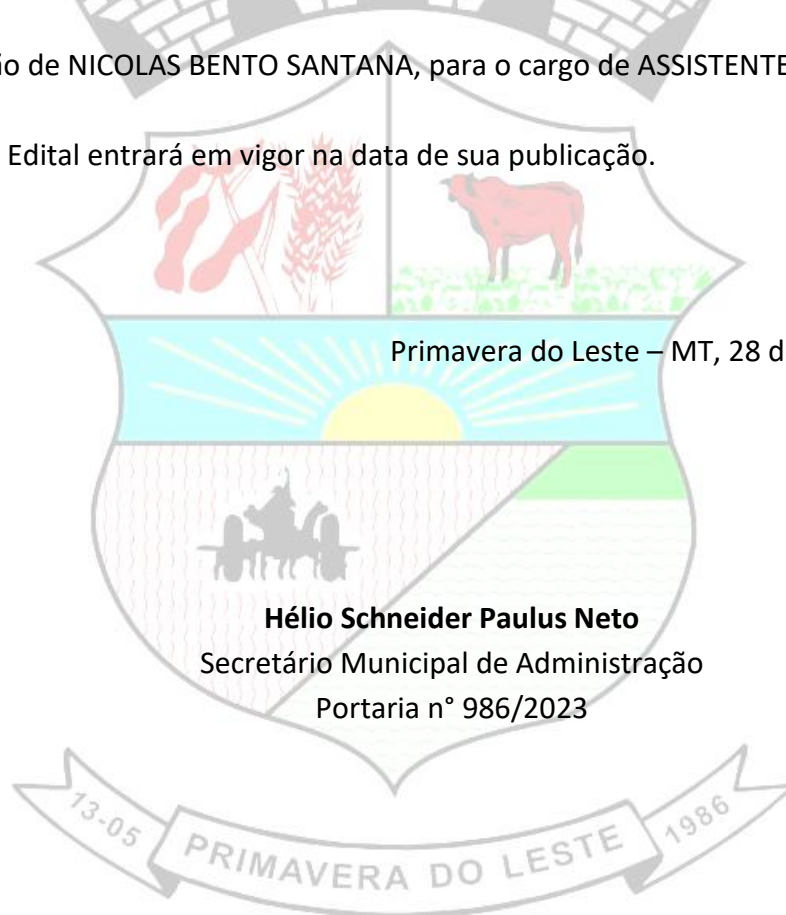 ão de NICOLAS BENTO SANTANA, para o cargo de ASSISTENTE
Edital entrará em vigor na data de sua publicação.
Primavera do Leste – MT, 28 d
Hélio Schneider Paulus Neto
Secretário Municipal de Administração
Portaria n° 986/2023
13-05 PRIMAVERA DO LESTE 1986